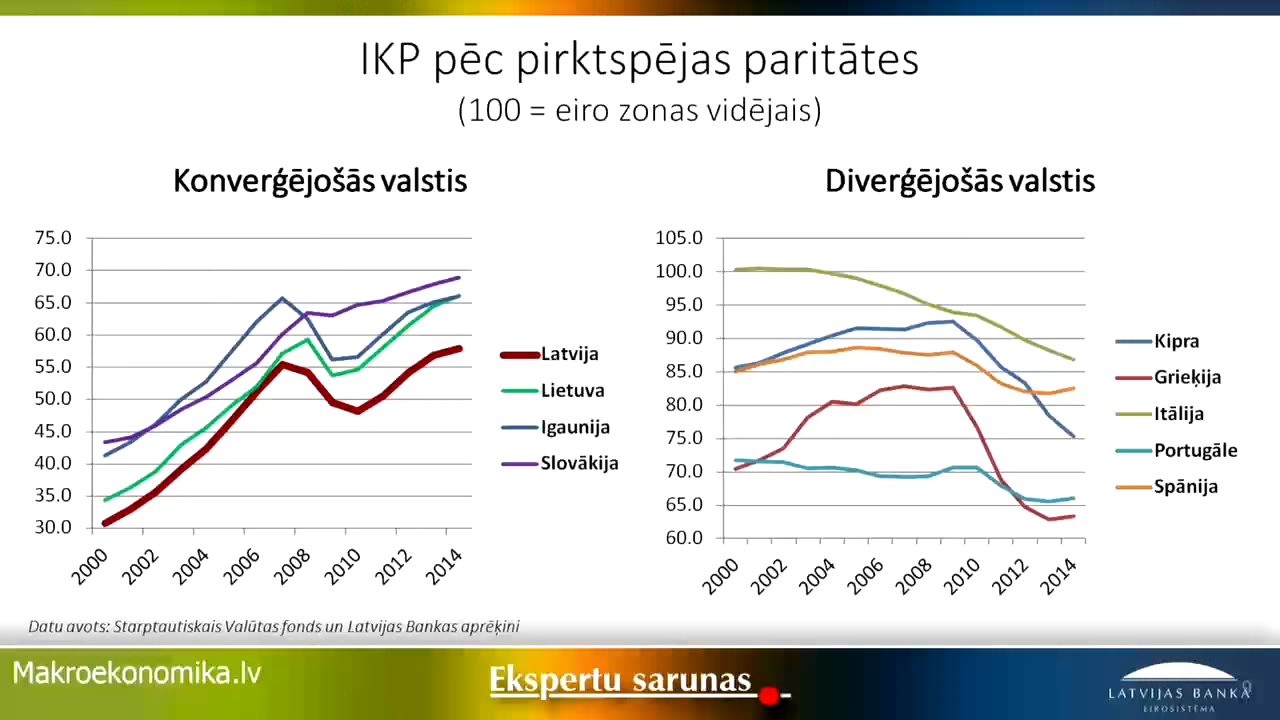 IKP pēc pirktspējas paritātes
(100 = eiro zonas vidējais)
Konverģējošās valstis
75.0
70.0
65.0
60.0
55.0
50.0
45.0
40.0
35.0
30.0
2000
2002
2004
2006
2008
2010
2012
2014
Latvija
Lietuva
Igaunija
Slovākija
Diverģējošās valstis
105.0
100.0
95.0
90.0
85.0
80.0
75.0
70.0
65.0
60.0
2000
2002
2004
2006
2008
2010
2012
2014
Kipra
Grieķija
Itālija
Portugāle
Spānija
Datu avots: Starptautiskais Valūtas fonds un Latvijas Bankas aprēķini
Makroekonomika.lv
Ekspertu sarunas
LATVIJAS BANKA
EIROSISTĒMA
9